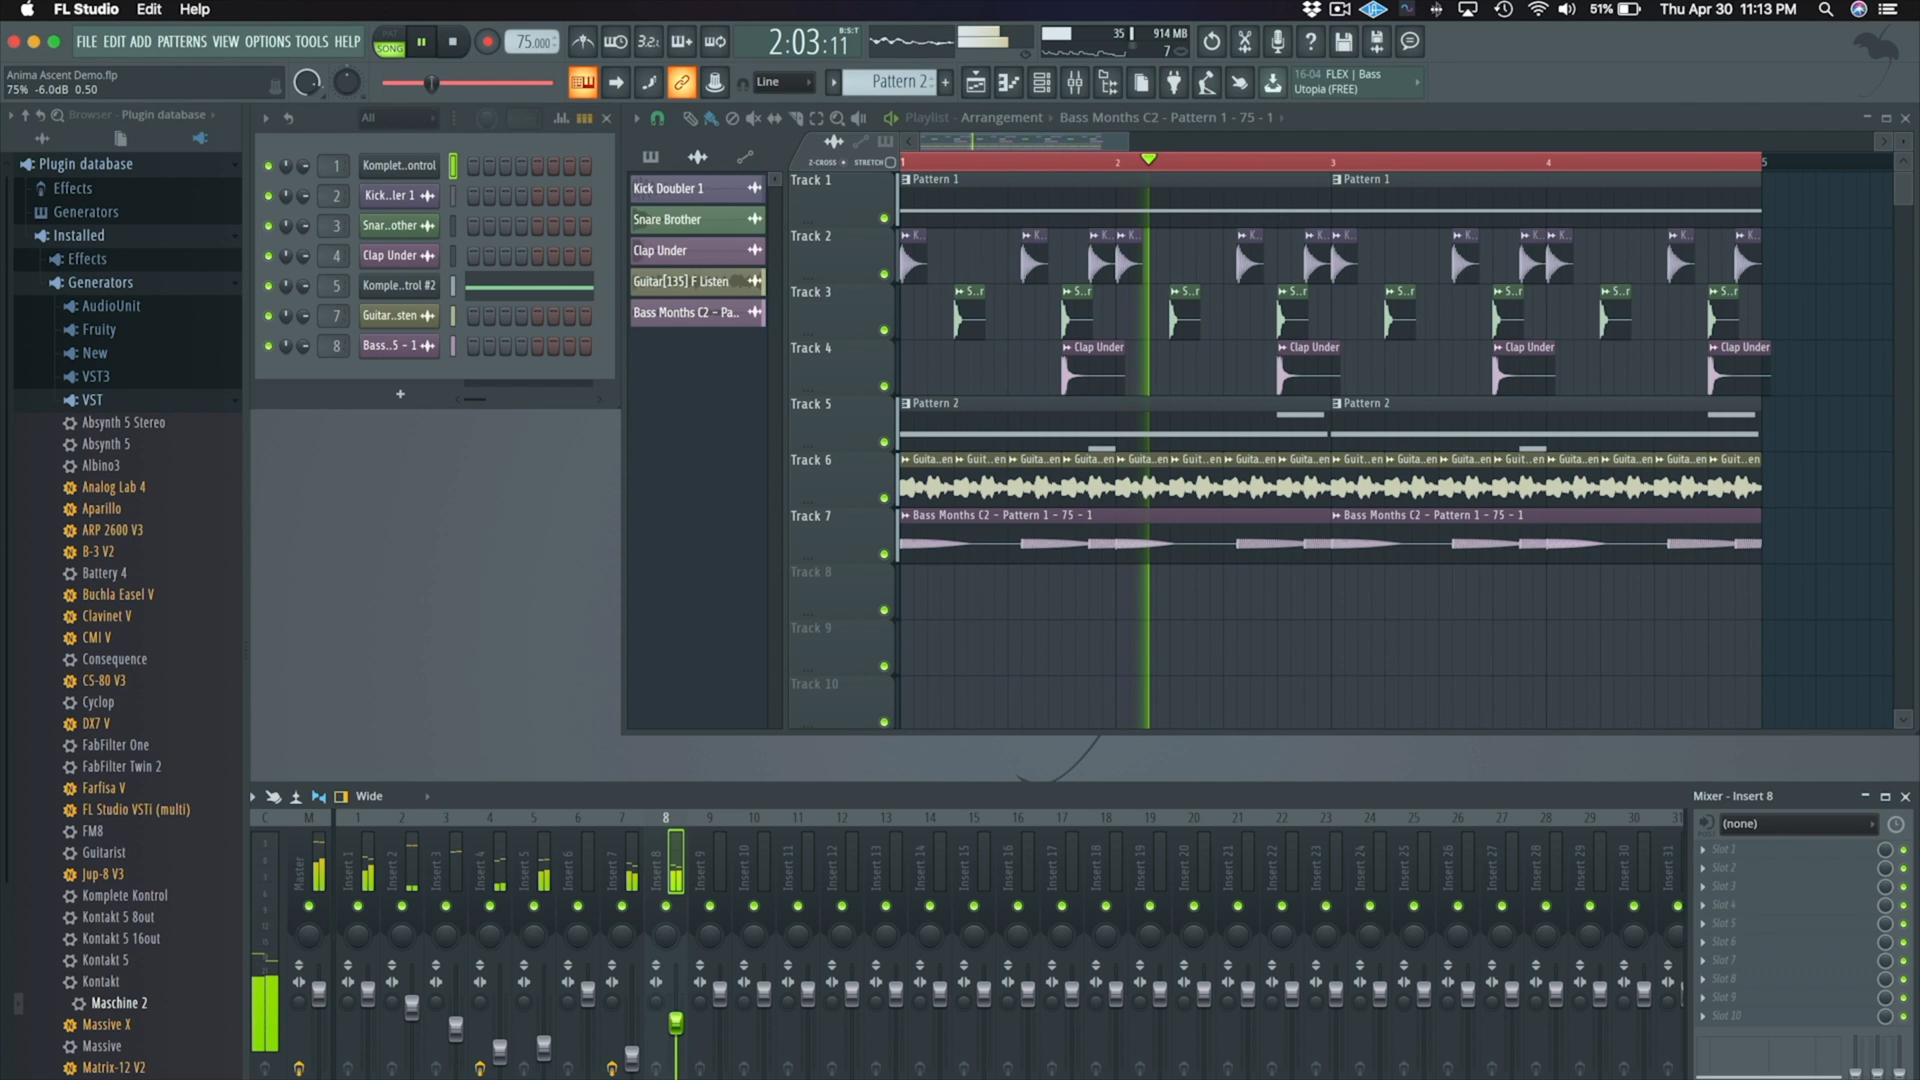 FL Studio Edit Help 51% Thu Apr 30 11:13 PM
FILE EDIT ADD PATTERNS VIEW OPTIONS TOOLS HELP
PAT
SONG
75.000
3.2.
2:03:11
B:S:T
35
914 MB
7
Anima Ascent Demo.flp
75% -6.0dB 0.50
Line
Pattern 2
16-04 FLEX | Bass
Utopia (FREE)
Browser - Plugin database
Plugin database
Effects
Generators
Installed
Effects
Generators
AudioUnit
Fruity
New
VST3
VST
Absynth 5 Stereo
Absynth 5
Albino3
Analog Lab 4
Aparillo
ARP 2600 V3
B-3 V2
Battery 4
Buchla Easel V
Clavinet V
CMI V
Consequence
CS-80 V3
Cyclop
DX7 V
FabFilter One
FabFilter Twin 2
Farfisa V
FL Studio VSTi (multi)
FM8
Guitarist
Jup-8 V3
Komplete Kontrol
Kontakt 5 8out
Kontakt 5 16out
Kontakt 5
Kontakt
Maschine 2
Massive X
Massive
Matrix-12 V2
All
1 Komplet..ontrol
2 Kick..ler 1
3 Snar..other
4 Clap Under
5 Komple..trol #2
7 Guitar..sten
8 Bass..5 - 1
Kick Doubler 1
Snare Brother
Clap Under
Guitar[135] F Listen
Bass Months C2 - Pa..
Playlist - Arrangement Bass Months C2 - Pattern 1 - 75 - 1
Z-CROSS STRETCH
1 2 3 4 5
Track 1 Pattern 1 Pattern 1
Track 2 K.. K.. K.. K.. K.. K.. K.. K.. K.. K.. K.. K..
Track 3 S..r S..r S..r S..r S..r S..r S..r S..r
Track 4 Clap Under Clap Under Clap Under Clap Under
Track 5 Pattern 2 Pattern 2
Track 6 Guita..en Guit..en Guita..en Guita..en Guita..en Guit..en Guita..en Guita..en Guit..en Guita..en Guita..en Guit..en Guita..en Guita..en Guita..en Guit..en
Track 7 Bass Months C2 - Pattern 1 - 75 - 1 Bass Months C2 - Pattern 1 - 75 - 1
Track 8
Track 9
Track 10
Wide
C M 1 2 3 4 5 6 7 8 9 10 11 12 13 14 15 16 17 18 19 20 21 22 23 24 25 26 27 28 29 30 31
Master Insert 1 Insert 2 Insert 3 Insert 4 Insert 5 Insert 6 Insert 7 Insert 8 Insert 9 Insert 10 Insert 11 Insert 12 Insert 13 Insert 14 Insert 15 Insert 16 Insert 17 Insert 18 Insert 19 Insert 20 Insert 21 Insert 22 Insert 23 Insert 24 Insert 25 Insert 26 Insert 27 Insert 28 Insert 29 Insert 30 Insert 31
Mixer - Insert 8
(none)
Slot 1
Slot 2
Slot 3
Slot 4
Slot 5
Slot 6
Slot 7
Slot 8
Slot 9
Slot 10